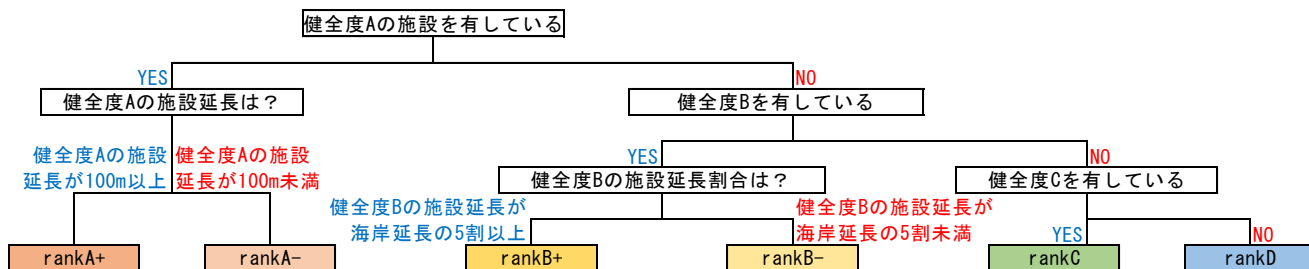 健全度Aの施設を有している
YES
NO
健全度Aの施設延長は？
健全度Bを有している
健全度Aの施設
延長が100m以上
健全度Aの施設
延長が100m未満
YES
NO
健全度Bの施設延長割合は？
健全度Cを有している
健全度Bの施設延長が
海岸延長の5割以上
健全度Bの施設延長が
海岸延長の5割未満
YES
NO
rankA+
rankA-
rankB+
rankB-
rankC
rankD